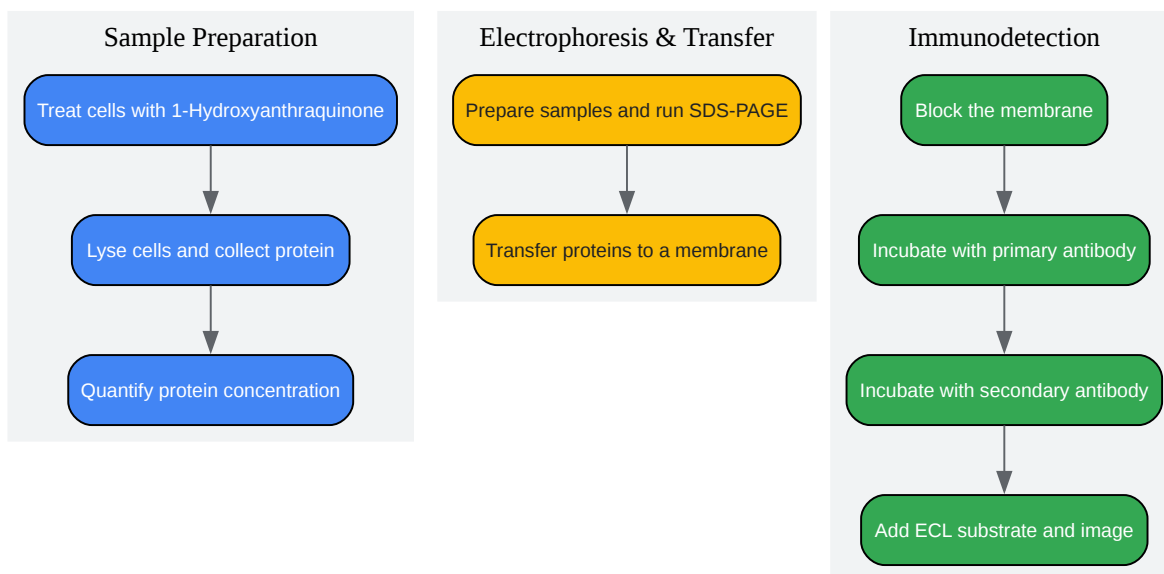 Sample Preparation
Treat cells with 1-Hydroxyanthraquinone
Lyse cells and collect protein
Quantify protein concentration
Electrophoresis & Transfer
Prepare samples and run SDS-PAGE
Transfer proteins to a membrane
Immunodetection
Block the membrane
Incubate with primary antibody
Incubate with secondary antibody
Add ECL substrate and image